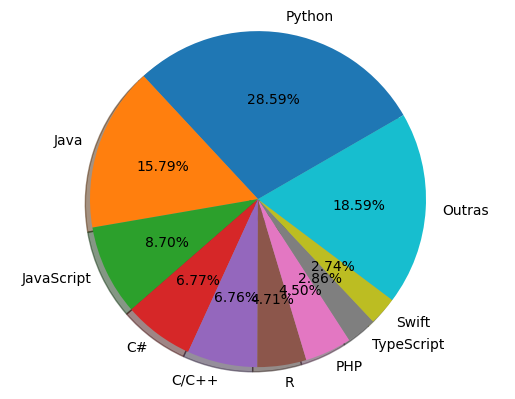 Python
28.59%
Java
15.79%
18.59%
Outras
8.70%
JavaScript
6.77%
2.74%
2.86%
4.50%
6.76%
4.71%
Swift
TypeScript
C#
PHP
C/C++
R